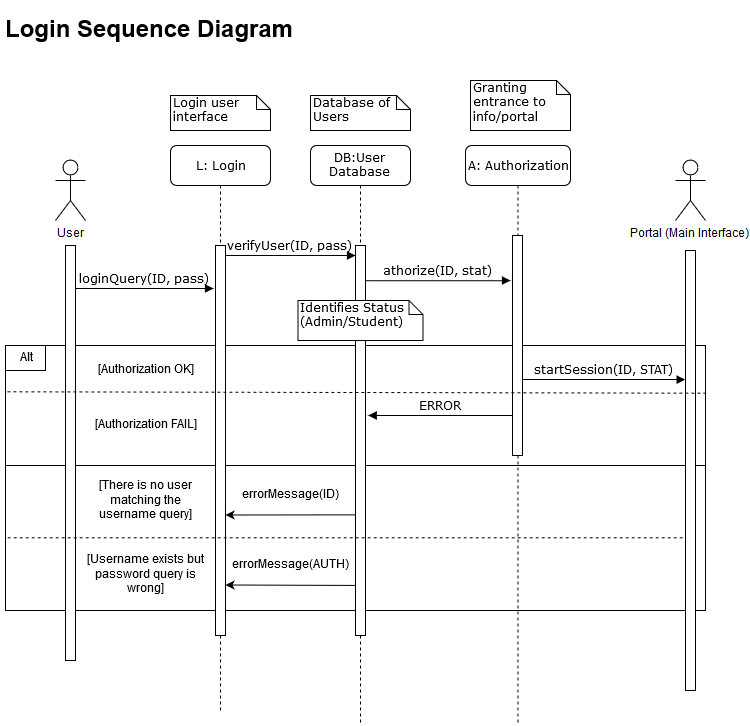 Login Sequence Diagram
Login user
interface
Database of
Users
Granting
entrance to
info/portal
L: Login
DB:User
Database
A: Authorization
User
Portal (Main Interface)
verifyUser(ID, pass)
loginQuery(ID, pass)
athorize(ID, stat)
Identifies Status
(Admin/Student)
Alt
[Authorization OK]
startSession(ID, STAT)
ERROR
[Authorization FAIL]
[There is no user
matching the
username query]
errorMessage(ID)
[Username exists but
password query is
wrong]
errorMessage(AUTH)